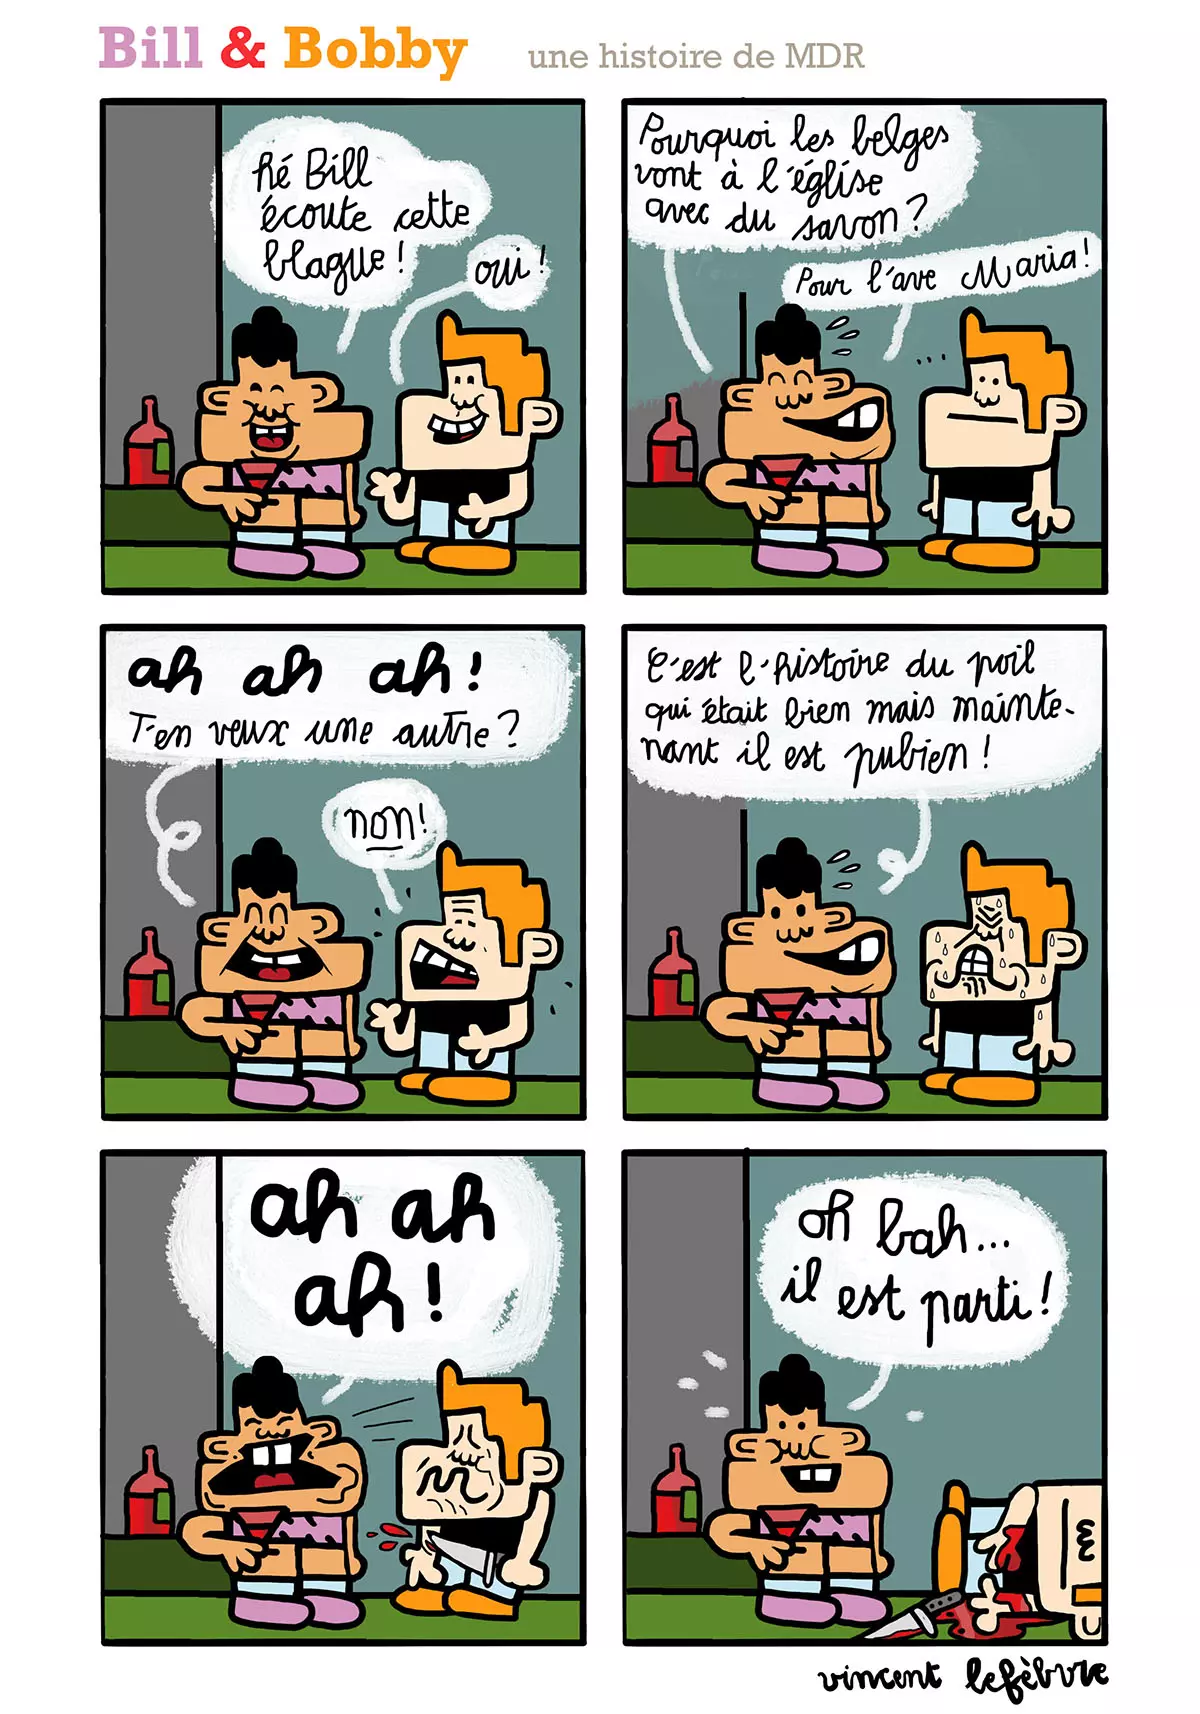 Bill & Bobby une histoire de MDR
hé Bill
écoute cette
blague !
oui !
Pourquoi les belges
vont à l'église
avec du savon ?
Pour l'ave Maria !
...
ah ah ah !
T'en veux une autre ?
non !
C'est l'histoire du poil
qui était bien mais mainte-
nant il est pubien !
ah ah
ah !
oh bah...
il est parti !
vincent lefèbvre